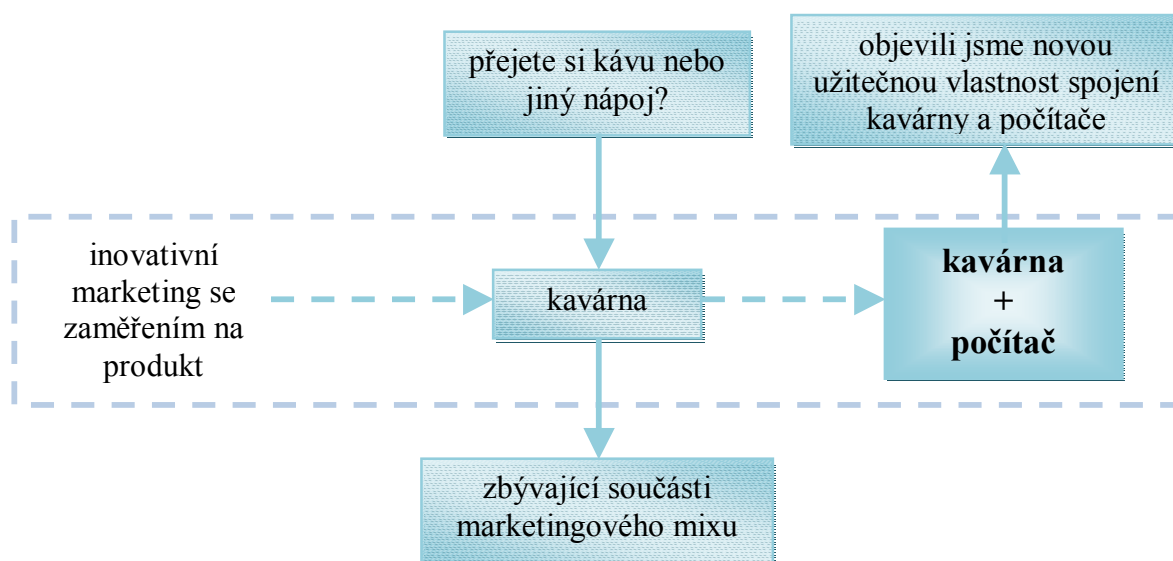 přejete si kávu nebo
jiný nápoj?
objevili jsme novou
užitečnou vlastnost spojení
kavárny a počítače
inovativní
marketing se
zaměřením na
produkt
kavárna
kavárna
+
počítač
zbývající součásti
marketingového mixu